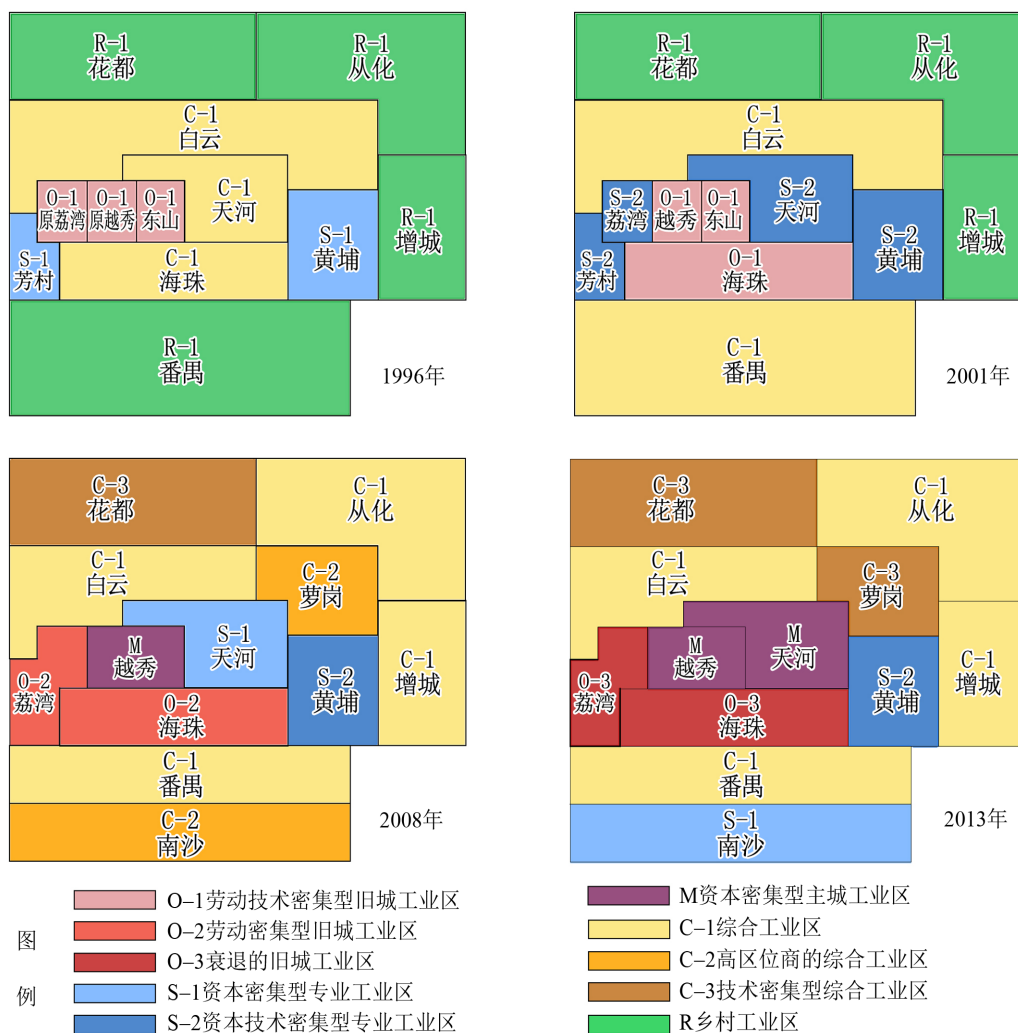 R-1
花都
R-1
从化
C-1
白云
O-1
原荔湾
O-1
原越秀
O-1
东山
C-1
天河
S-1
芳村
C-1
海珠
S-1
黄埔
R-1
增城
R-1
番禺
1996年
R-1
花都
R-1
从化
C-1
白云
S-2
荔湾
O-1
越秀
O-1
东山
S-2
天河
S-2
芳村
O-1
海珠
S-2
黄埔
R-1
增城
C-1
番禺
2001年
C-3
花都
C-1
从化
C-1
白云
C-2
萝岗
O-2
荔湾
M
越秀
S-1
天河
O-2
海珠
S-2
黄埔
C-1
增城
C-1
番禺
C-2
南沙
2008年
C-3
花都
C-1
从化
C-1
白云
C-3
萝岗
O-3
荔湾
M
越秀
M
天河
O-3
海珠
S-2
黄埔
C-1
增城
C-1
番禺
S-1
南沙
2013年
图
例
O–1劳动技术密集型旧城工业区
O–2劳动密集型旧城工业区
O–3衰退的旧城工业区
S–1资本密集型专业工业区
S–2资本技术密集型专业工业区
M资本密集型主城工业区
C–1综合工业区
C–2高区位商的综合工业区
C–3技术密集型综合工业区
R乡村工业区